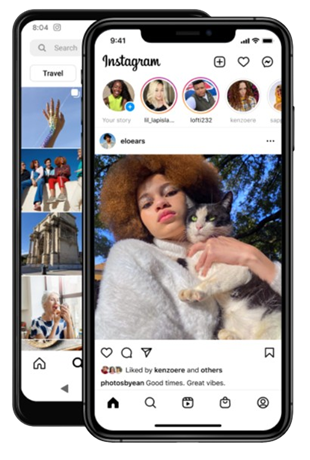 8:04
Search
Travel
9:41
Instagram
Your story
lil_lapisla...
lofti232
kenzoere
eloears
Liked by kenzoere and others
photosbyean Good times. Great vibes.